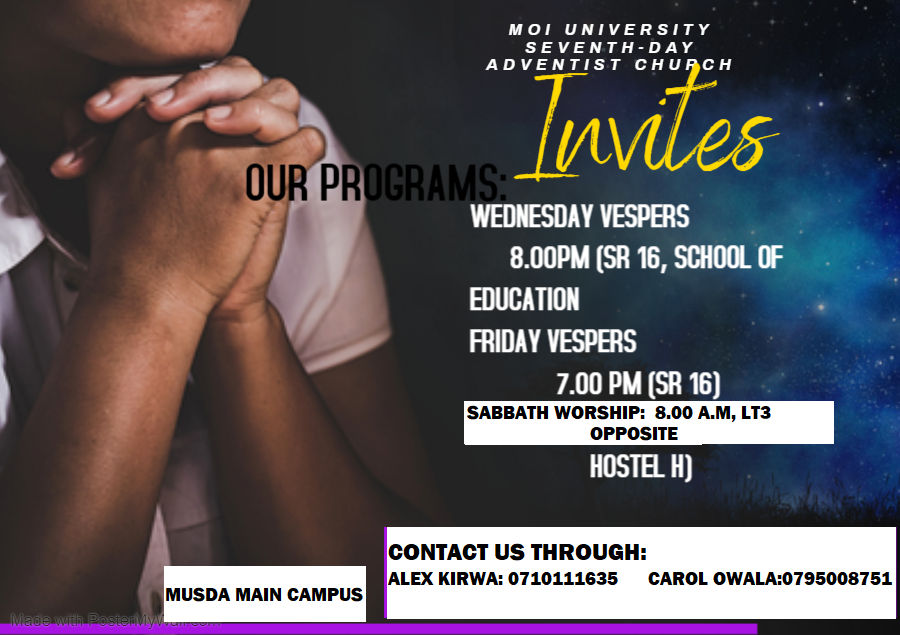 MOI UNIVERSITY
SEVENTH-DAY
ADVENTIST CHURCH
Invites
OUR PROGRAMS:
WEDNESDAY VESPERS
8.00PM (SR 16, SCHOOL OF
EDUCATION
FRIDAY VESPERS
7.00 PM (SR 16)
SABBATH WORSHIP: 8.00 A.M, LT3
OPPOSITE
HOSTEL H)
CONTACT US THROUGH:
ALEX KIRWA: 0710111635 CAROL OWALA:0795008751
MUSDA MAIN CAMPUS
Made with